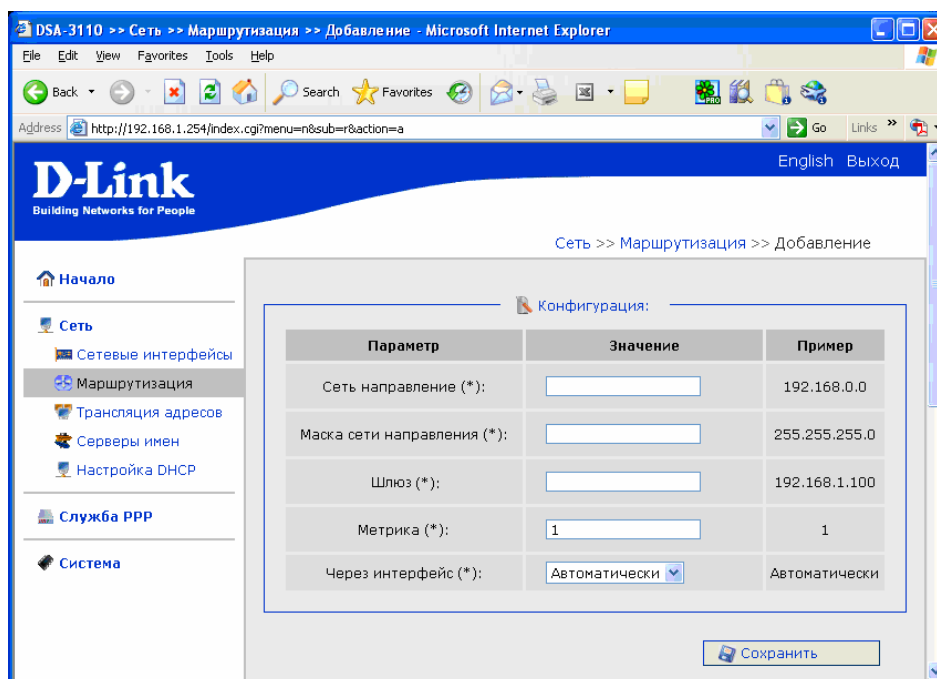 DSA-3110 >> Сеть >> Маршрутизация >> Добавление - Microsoft Internet Explorer
File Edit View Favorites Tools Help
Back Search Favorites PRO
Address http://192.168.1.254/index.cgi?menu=n&sub=r&action=a Go Links »
English Выход
D-Link
Building Networks for People
Сеть >> Маршрутизация >> Добавление
Начало
Сеть
Сетевые интерфейсы
Маршрутизация
Трансляция адресов
Серверы имен
Настройка DHCP
Служба PPP
Система
Конфигурация:
Параметр Значение Пример
Сеть направление (*): 192.168.0.0
Маска сети направления (*): 255.255.255.0
Шлюз (*): 192.168.1.100
Метрика (*): 1 1
Через интерфейс (*): Автоматически Автоматически
Сохранить